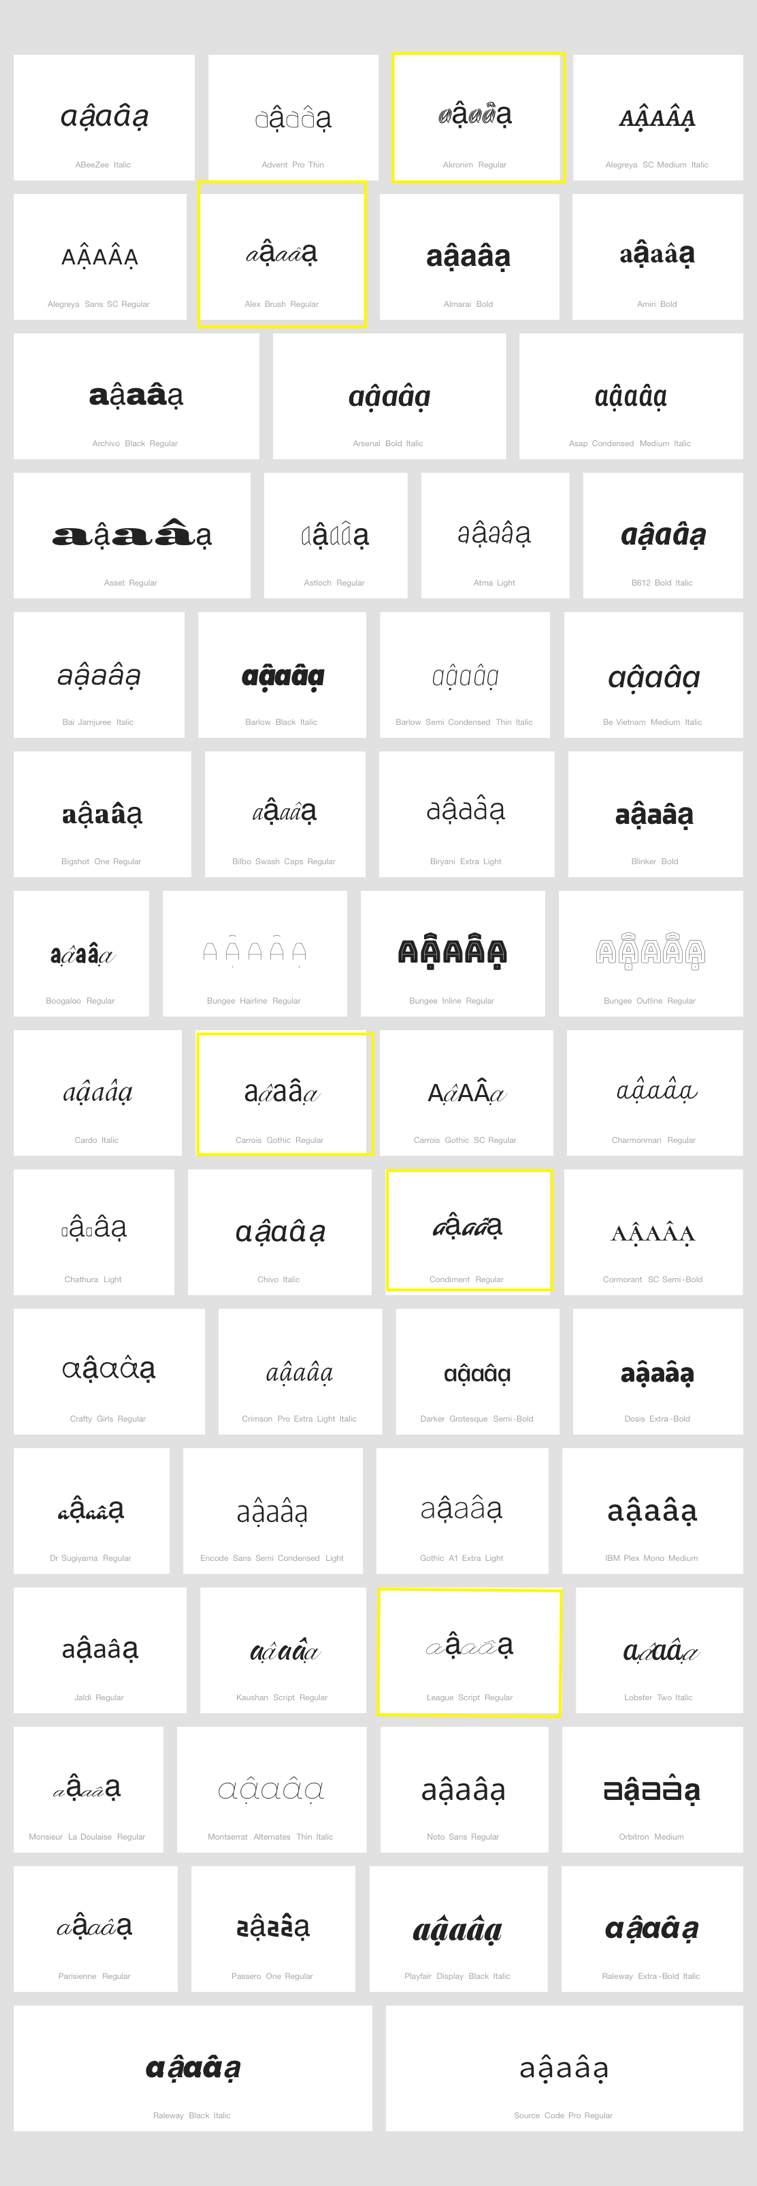 aậaâạ aậaâạ aậaâạ AẬAÂẠ
ABeeZee Italic Advent Pro Thin Akronim Regular Alegreya SC Medium Italic
AẬAÂẠ aậaâạ aậaâạ aậaâạ
Alegreya Sans SC Regular Alex Brush Regular Almarai Bold Amiri Bold
aậaâạ aậaâạ aậaâạ
Archivo Black Regular Arsenal Bold Italic Asap Condensed Medium Italic
aậaâạ aậaâạ aậaâạ aậaâạ
Asset Regular Astloch Regular Atma Light B612 Bold Italic
aậaâạ aậaâạ aậaâạ aậaâạ
Bai Jamjuree Italic Barlow Black Italic Barlow Semi Condensed Thin Italic Be Vietnam Medium Italic
aậaâạ aậaâạ aậaâạ aậaâạ
Bigshot One Regular Bilbo Swash Caps Regular Biryani Extra Light Blinker Bold
aậaâạ AẬAÂẠ AẬAÂẠ AẬAÂẠ
Boogaloo Regular Bungee Hairline Regular Bungee Inline Regular Bungee Outline Regular
aậaâạ aậaâạ AậAÂạ aậaâạ
Cardo Italic Carrois Gothic Regular Carrois Gothic SC Regular Charmonman Regular
ậâạ aậaâạ aậaâạ AẬAÂẠ
Chathura Light Chivo Italic Condiment Regular Cormorant SC Semi-Bold
aậaâạ aậaâạ aậaâạ aậaâạ
Crafty Girls Regular Crimson Pro Extra Light Italic Darker Grotesque Semi-Bold Dosis Extra-Bold
aậaâạ aậaâạ aậaâạ aậaâạ
Dr Sugiyama Regular Encode Sans Semi Condensed Light Gothic A1 Extra Light IBM Plex Mono Medium
aậaâạ aậaâạ aậaâạ aậaâạ
Jaldi Regular Kaushan Script Regular League Script Regular Lobster Two Italic
aậaâạ aậaâạ aậaâạ aậaâạ
Monsieur La Doulaise Regular Montserrat Alternates Thin Italic Noto Sans Regular Orbitron Medium
aậaâạ aậaâạ aậaâạ aậaâạ
Parisienne Regular Passero One Regular Playfair Display Black Italic Raleway Extra-Bold Italic
aậaâạ aậaâạ
Raleway Black Italic Source Code Pro Regular